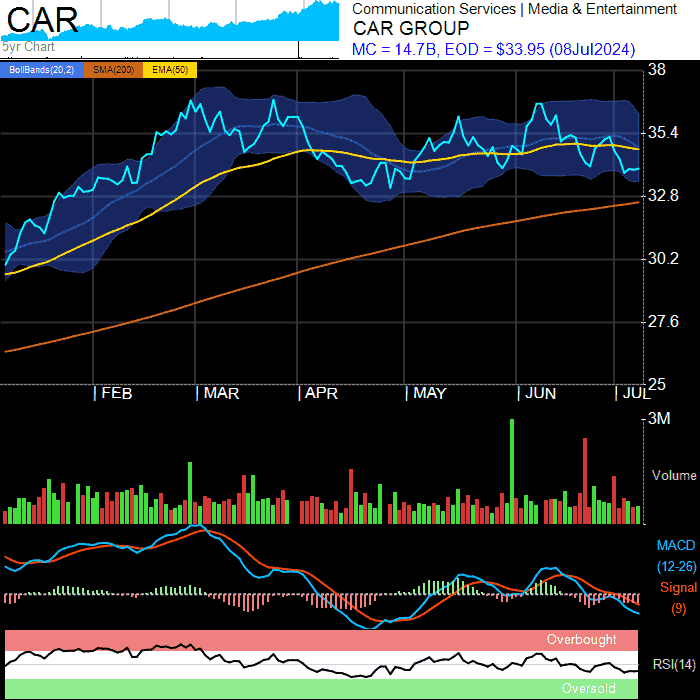 CAR
5yr Chart
Communication Services | Media & Entertainment
CAR GROUP
MC = 14.7B, EOD = $33.95 (08Jul2024)
BollBands(20,2) SMA(200) EMA(50)
38
35.4
32.8
30.2
27.6
25
FEB MAR APR MAY JUN JUL
3M
Volume
MACD
(12-26)
Signal
(9)
Overbought
RSI(14)
Oversold